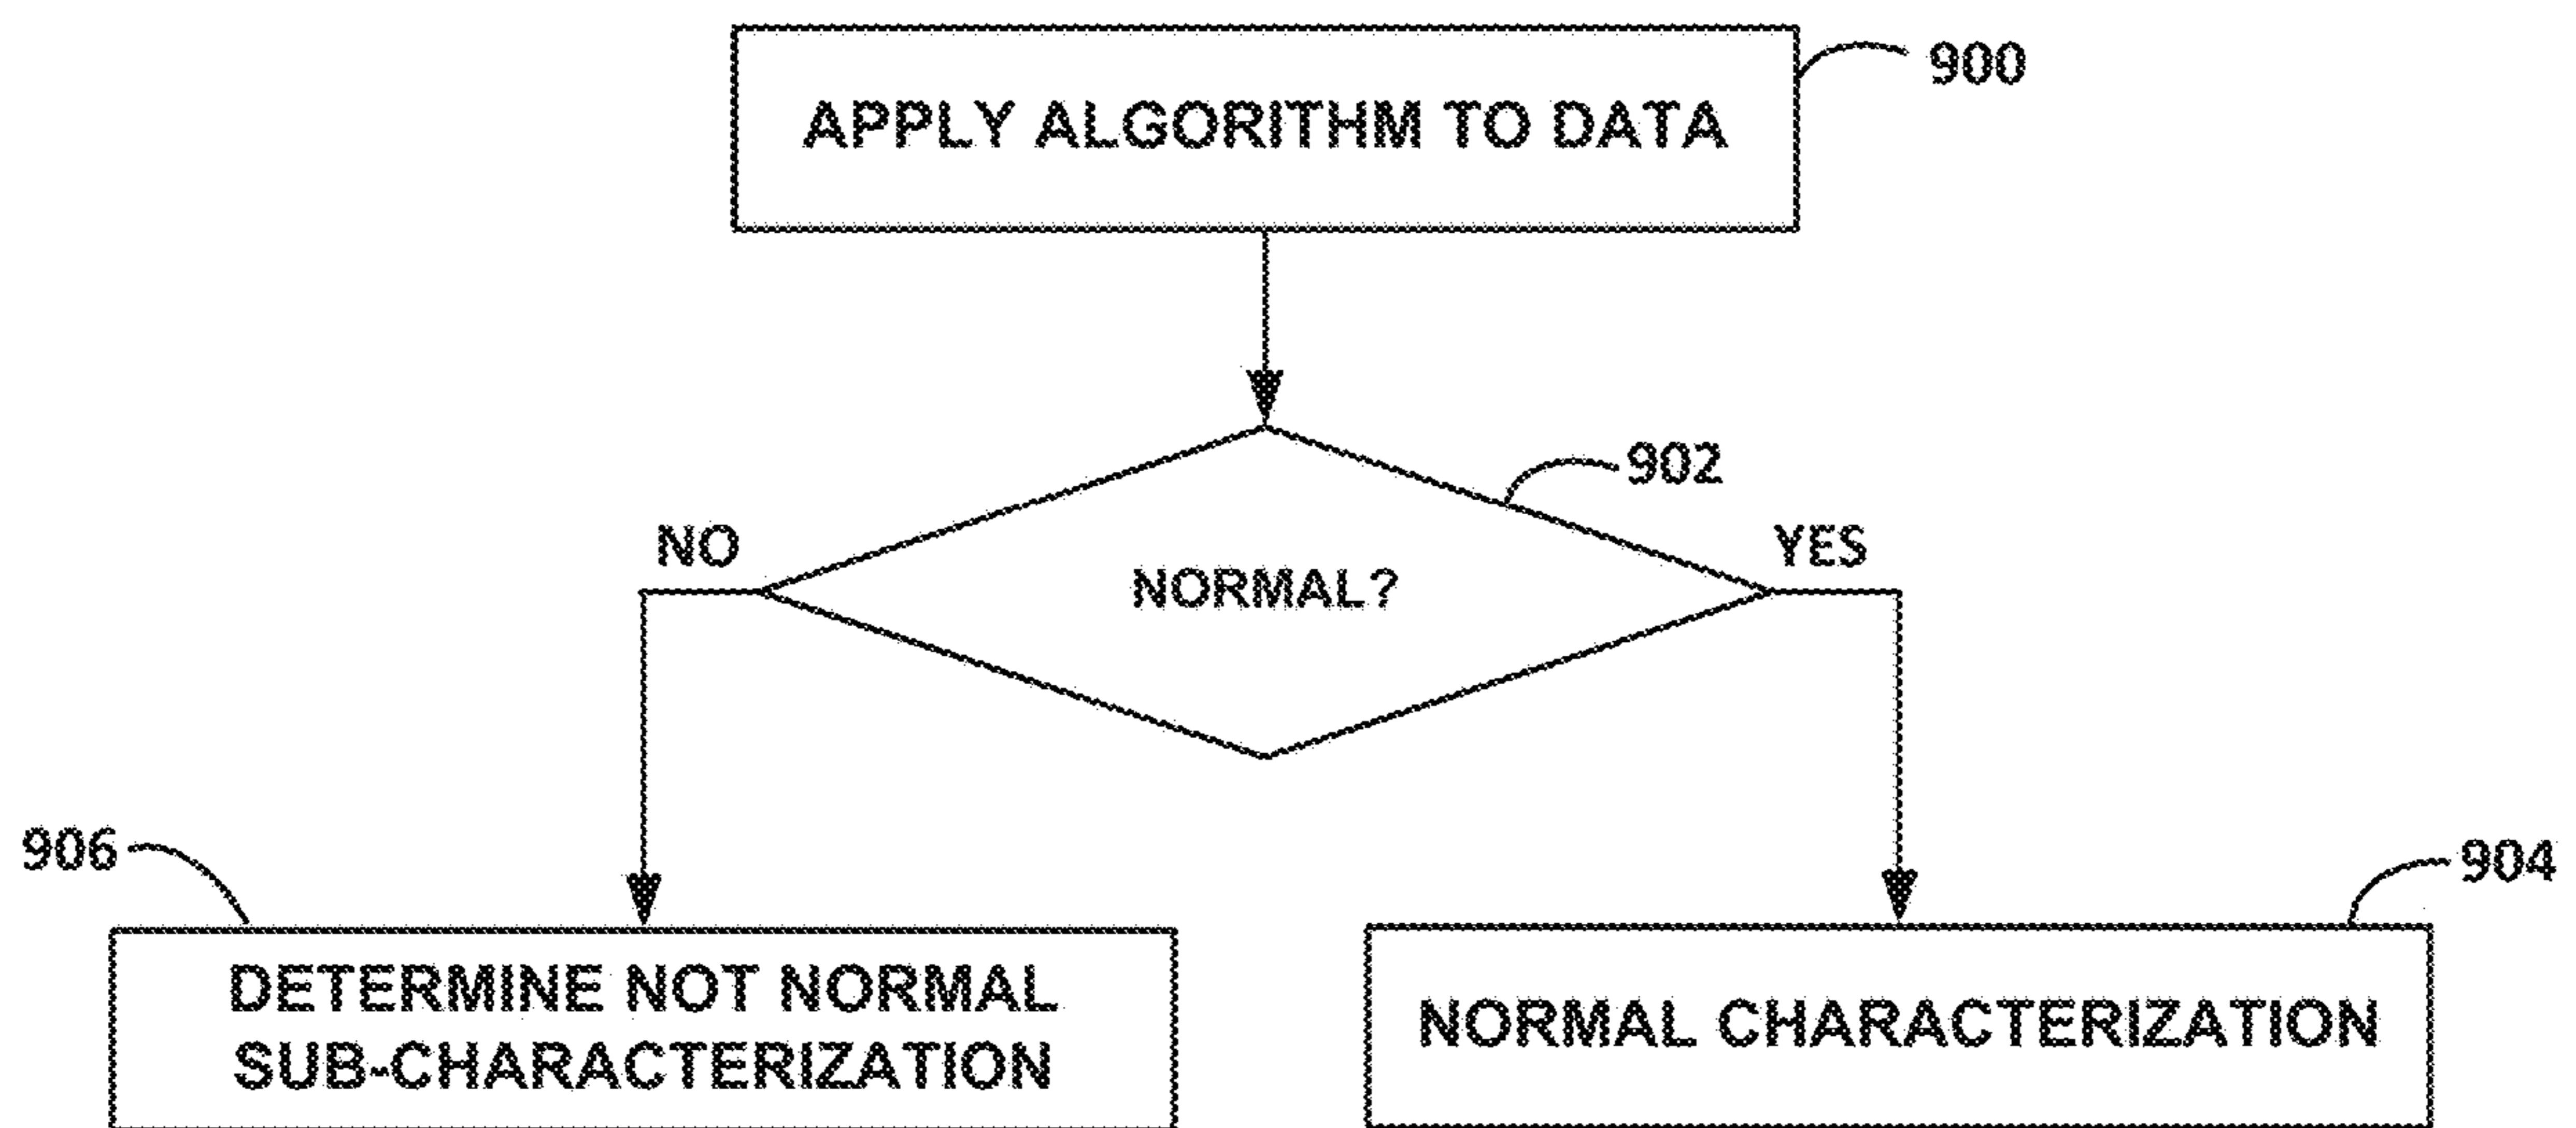 APPLY ALGORITHM TO DATA
900
902
NO
NORMAL?
YES
906
904
DETERMINE NOT NORMAL
SUB-CHARACTERIZATION
NORMAL CHARACTERIZATION